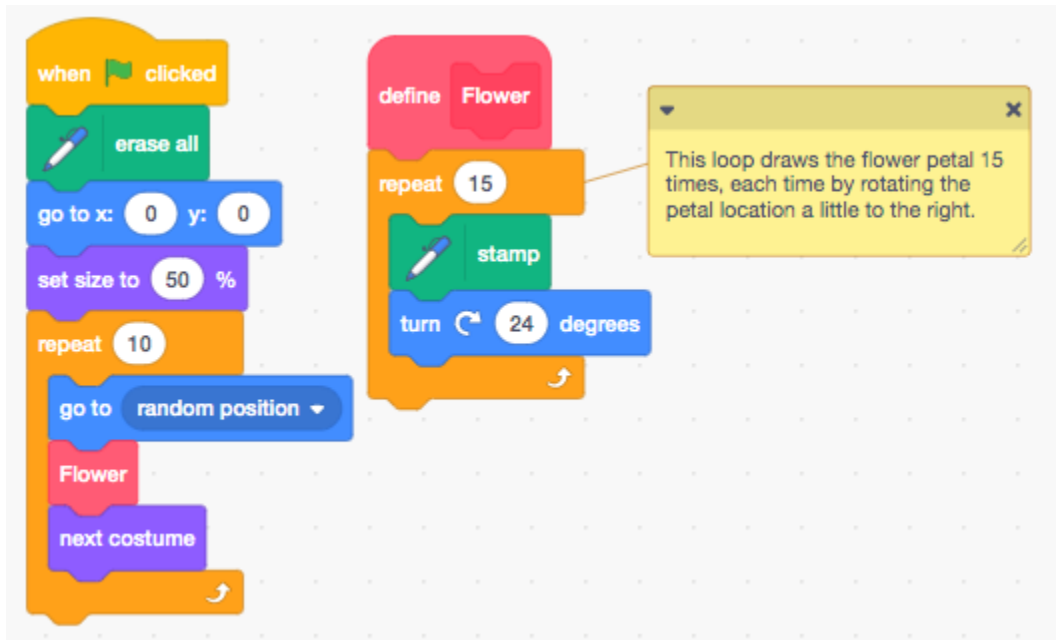 when clicked
erase all
go to x: 0 y: 0
set size to 50 %
repeat 10
go to random position
Flower
next costume
define Flower
repeat 15
stamp
turn 24 degrees
This loop draws the flower petal 15
times, each time by rotating the
petal location a little to the right.